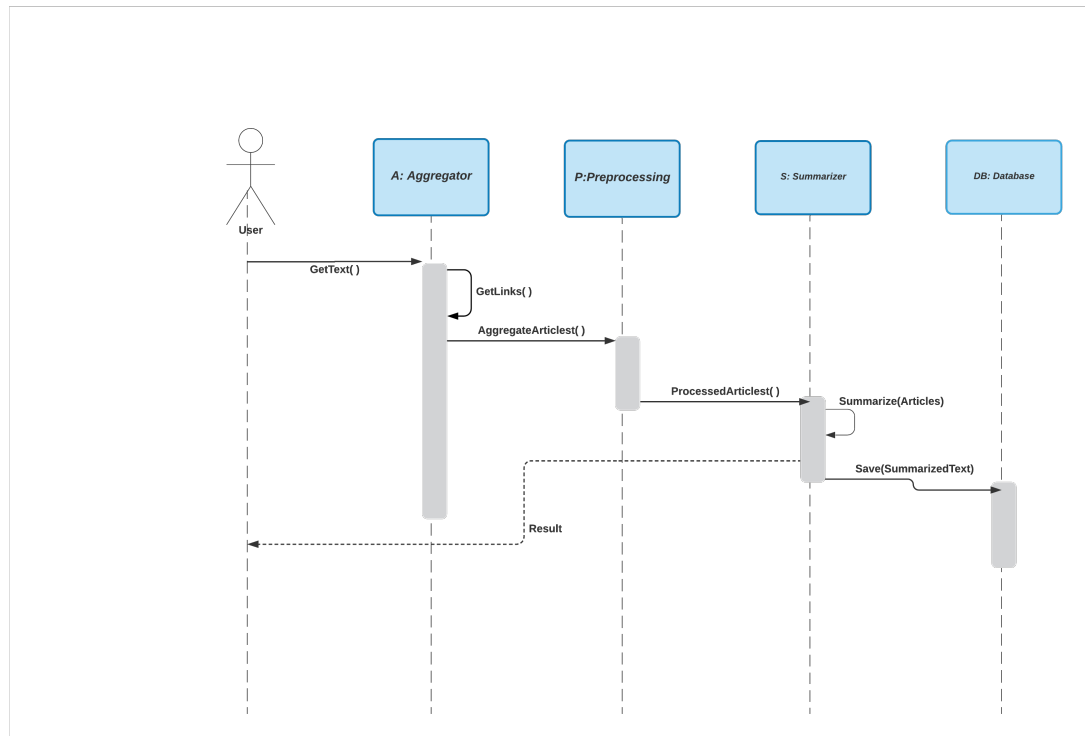 A: Aggregator
P:Preprocessing
S: Summarizer
DB: Database
User
GetText( )
GetLinks( )
AggregateArticlest( )
ProcessedArticlest( )
Summarize(Articles)
Save(SummarizedText)
Result